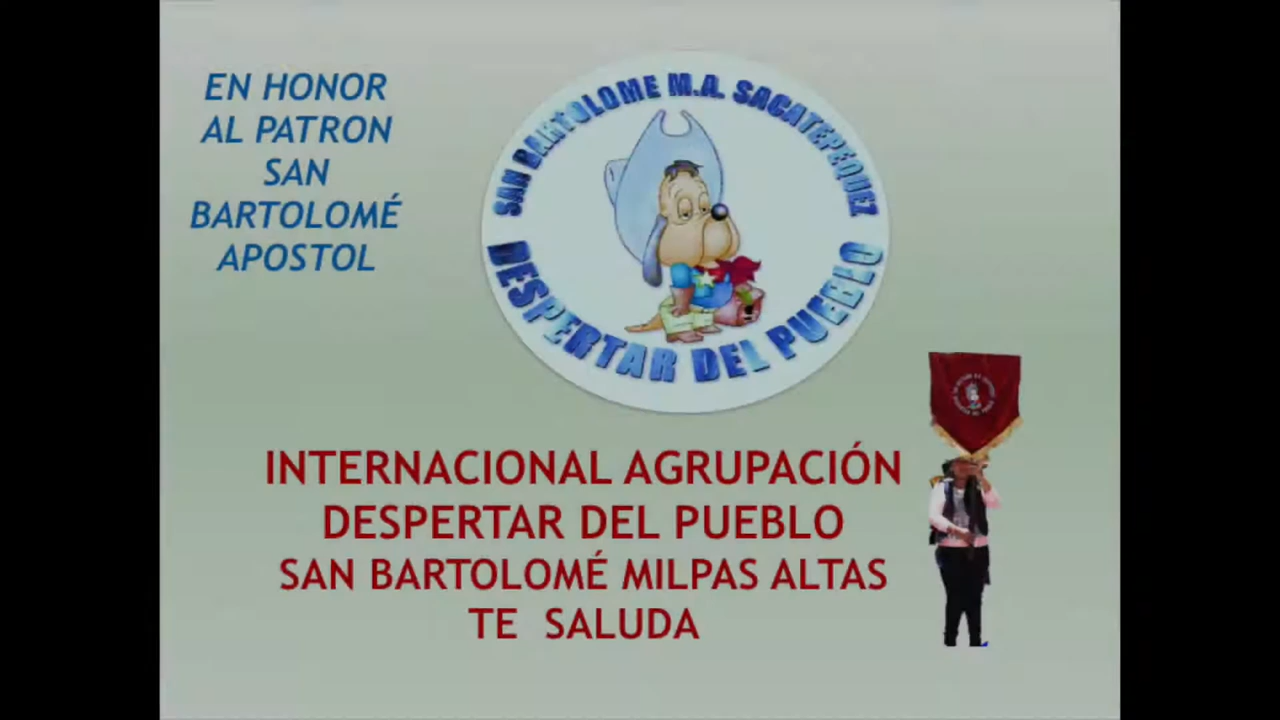 EN HONOR
AL PATRON
SAN
BARTOLOMÉ
APOSTOL
SAN BARTOLOME M.A. SACATEPEQUEZ
DESPERTAR DEL PUEBLO
INTERNACIONAL AGRUPACIÓN
DESPERTAR DEL PUEBLO
SAN BARTOLOMÉ MILPAS ALTAS
TE SALUDA